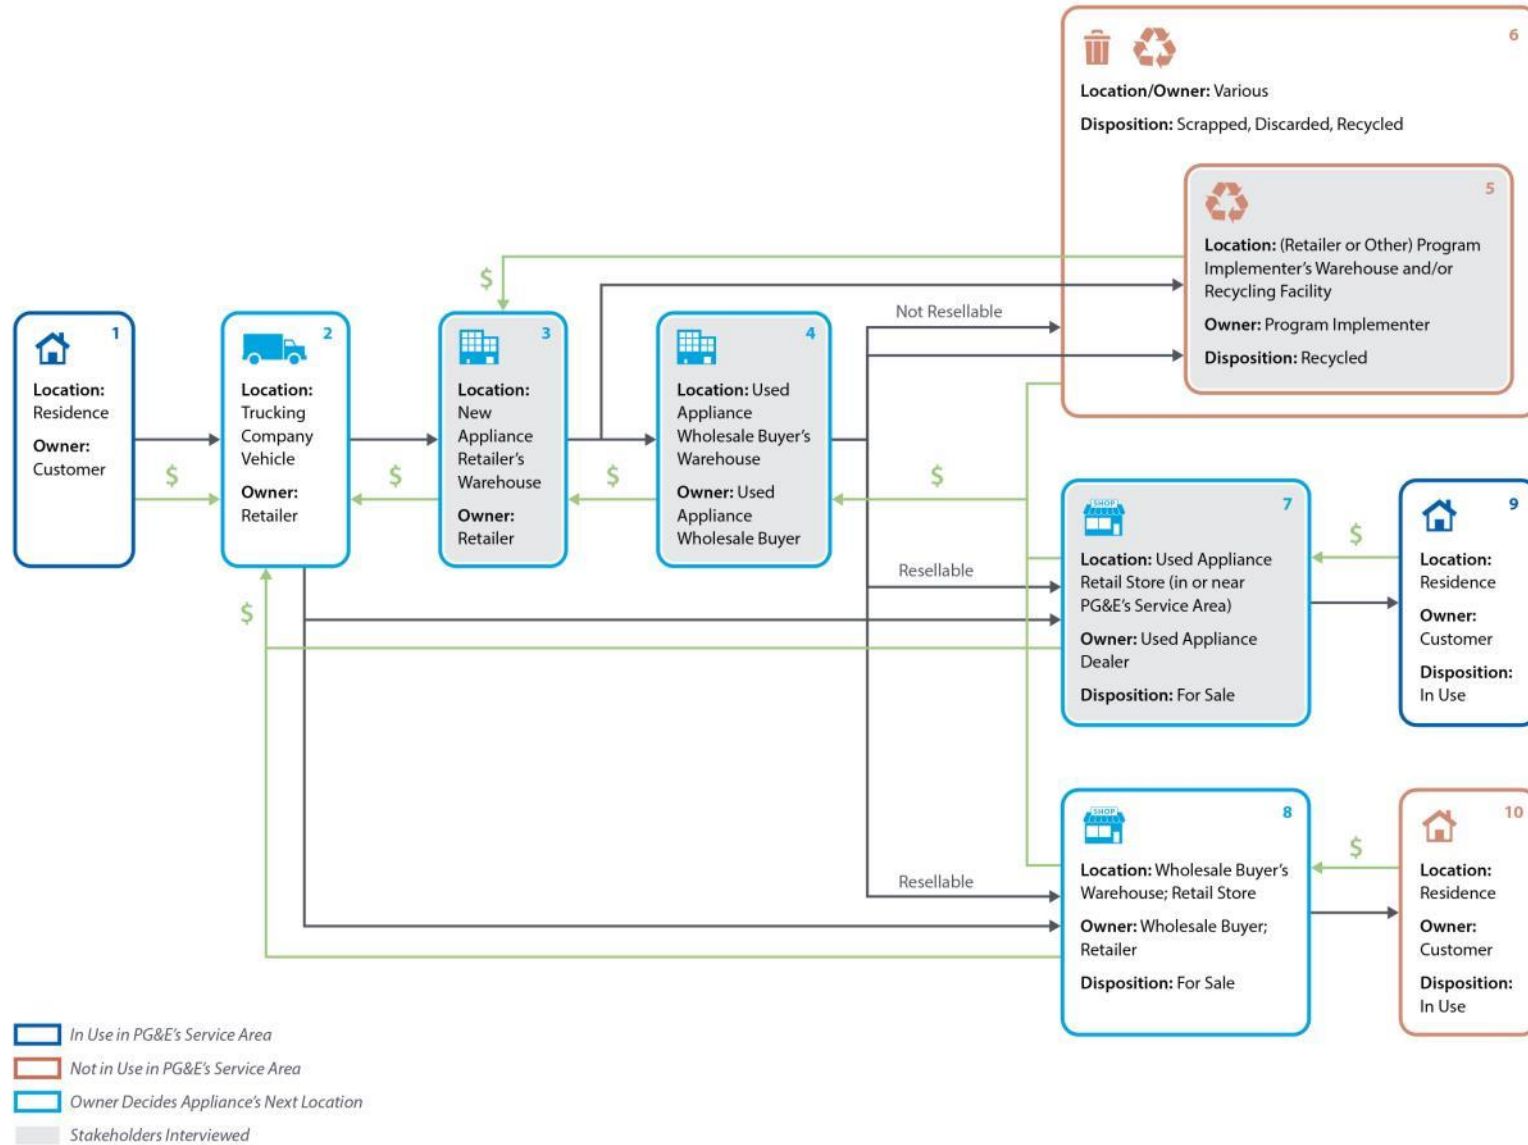 6
Location/Owner: Various
Disposition: Scrapped, Discarded, Recycled
5
Location: (Retailer or Other) Program
Implementer's Warehouse and/or
Recycling Facility
Owner: Program Implementer
Disposition: Recycled
$
Not Resellable
1
Location:
Residence
Owner:
Customer
$
2
Location:
Trucking
Company
Vehicle
Owner:
Retailer
$
3
Location:
New
Appliance
Retailer's
Warehouse
Owner:
Retailer
$
4
Location: Used
Appliance
Wholesale Buyer's
Warehouse
Owner: Used
Appliance
Wholesale Buyer
$
Resellable
$
SHOP
7
Location: Used Appliance
Retail Store (in or near
PG&E's Service Area)
Owner: Used Appliance
Dealer
Disposition: For Sale
$
9
Location:
Residence
Owner:
Customer
Disposition:
In Use
Resellable
SHOP
8
Location: Wholesale Buyer's
Warehouse; Retail Store
Owner: Wholesale Buyer;
Retailer
Disposition: For Sale
$
10
Location:
Residence
Owner:
Customer
Disposition:
In Use
In Use in PG&E's Service Area
Not in Use in PG&E's Service Area
Owner Decides Appliance's Next Location
Stakeholders Interviewed